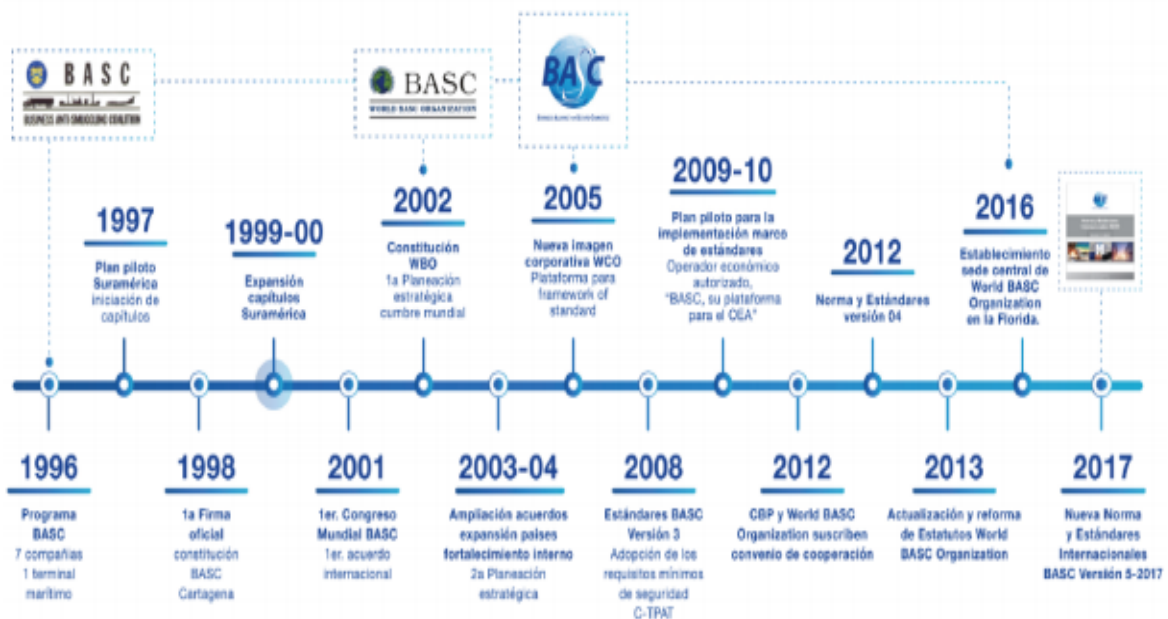 BASC
BUSINESS ANTI-SMUGGLING COALITION
BASC
WORLD BASC ORGANIZATION
BASC
1997
Plan piloto
Suramérica
iniciación de
capítulos
1999-00
Expansión
capítulos
Suramérica
2002
Constitución
WBO
1a Planeación
estratégica
cumbre mundial
2005
Nueva imagen
corporativa WCO
Plataforma para
framework of
standard
2009-10
Plan piloto para la
implementación marco
de estándares
Operador económico
autorizado,
"BASC, su plataforma
para el OEA"
2012
Norma y Estándares
versión 04
2016
Establecimiento
sede central de
World BASC
Organization
en la Florida.
1996
Programa
BASC
7 compañias
1 terminal
marítimo
1998
1a Firma
oficial
constitución
BASC
Cartagena
2001
1er. Congreso
Mundial BASC
1er. acuerdo
internacional
2003-04
Ampliación acuerdos
expansión paises
fortalecimiento interno
2a Planeación
estratégica
2008
Estándares BASC
Versión 3
Adopción de los
requisitos mínimos
de seguridad
C-TPAT
2012
CBP y World BASC
Organization suscriben
convenio de cooperación
2013
Actualización y reforma
de Estatutos World
BASC Organization
2017
Nueva Norma
y Estándares
Internacionales
BASC Versión 5-2017